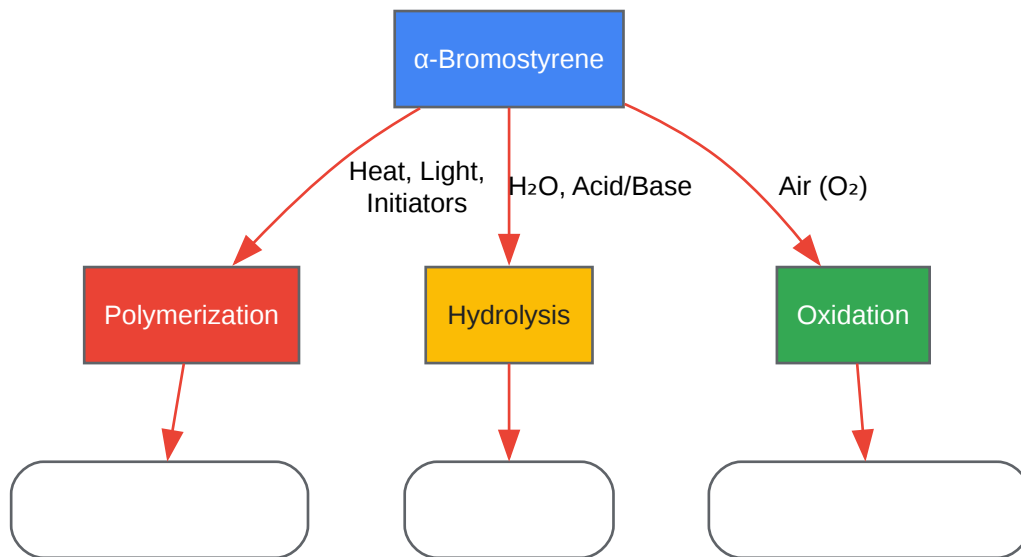 α-Bromostyrene
Heat, Light,
Initiators
H₂O, Acid/Base
Air (O₂)
Polymerization
Hydrolysis
Oxidation